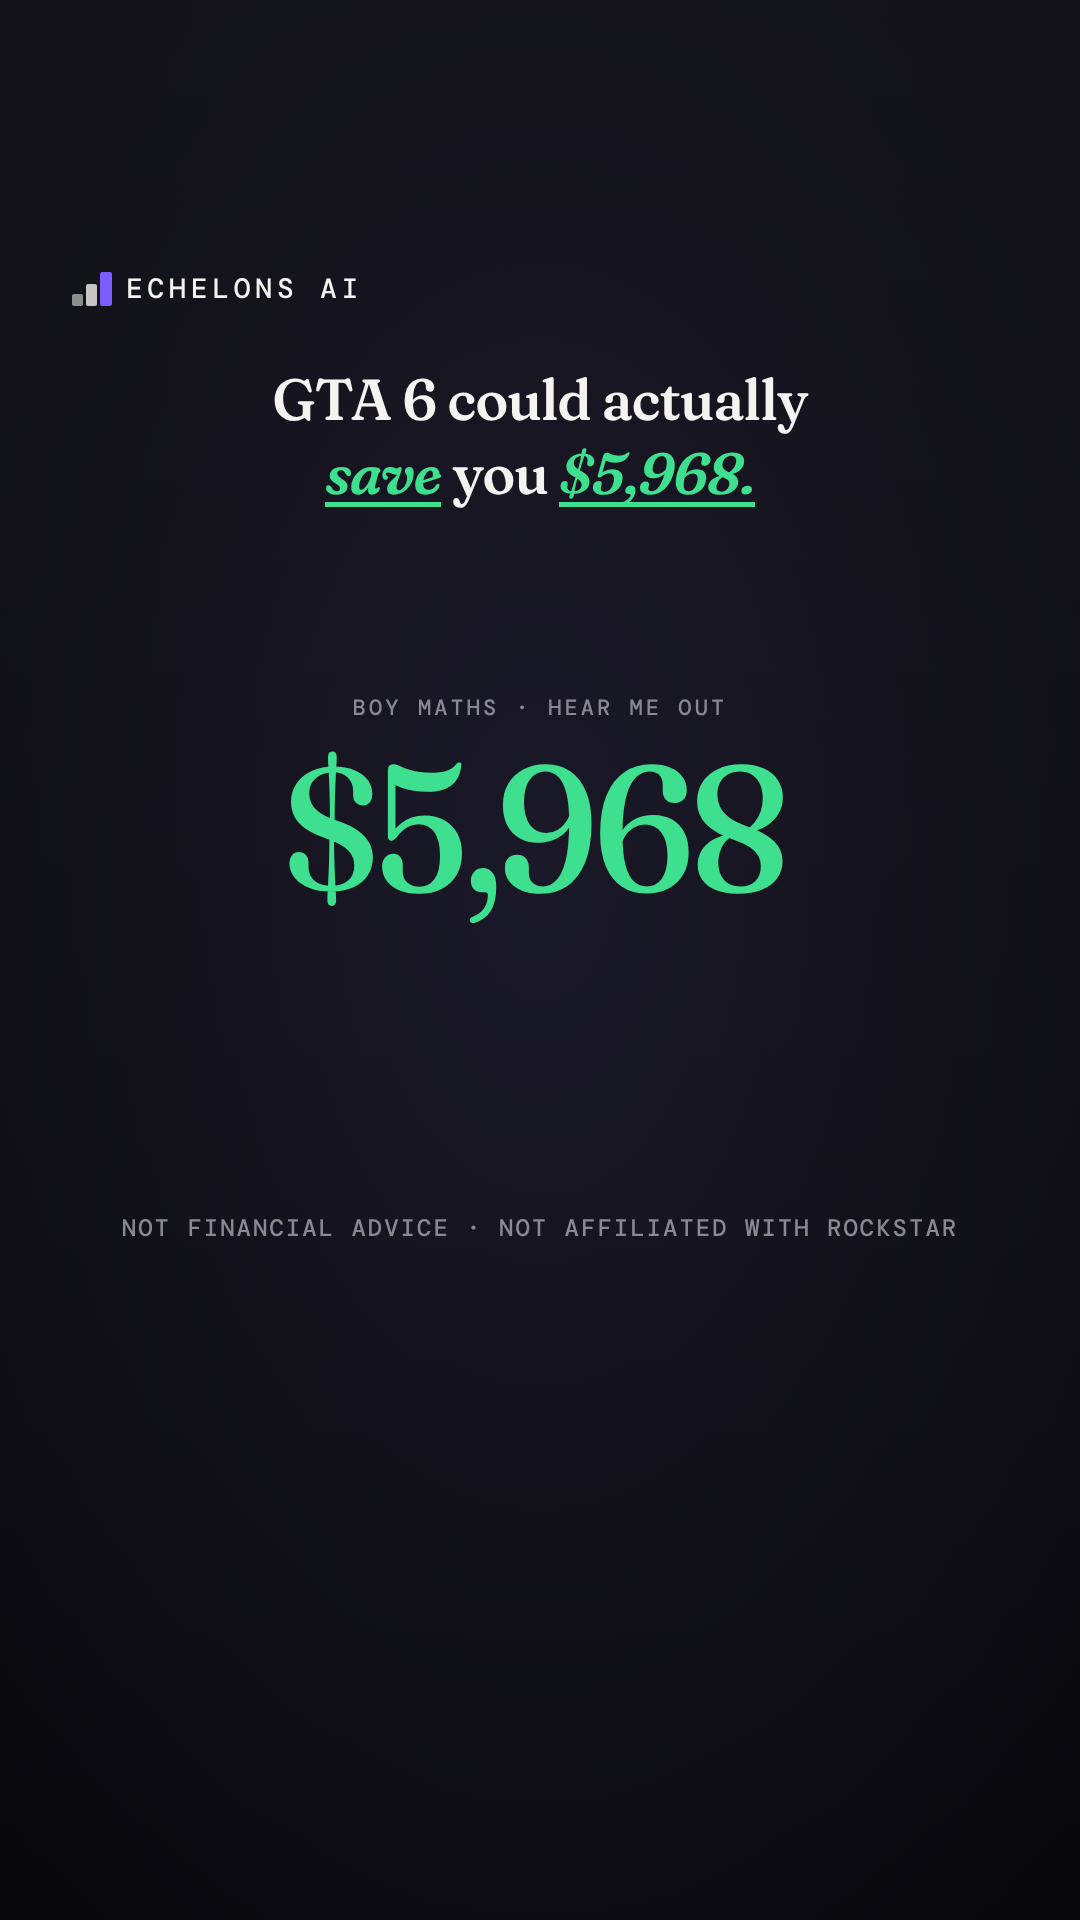 ECHELONS AI
GTA 6 could actually
save you $5,968.
BOY MATHS · HEAR ME OUT
$5,968
NOT FINANCIAL ADVICE · NOT AFFILIATED WITH ROCKSTAR